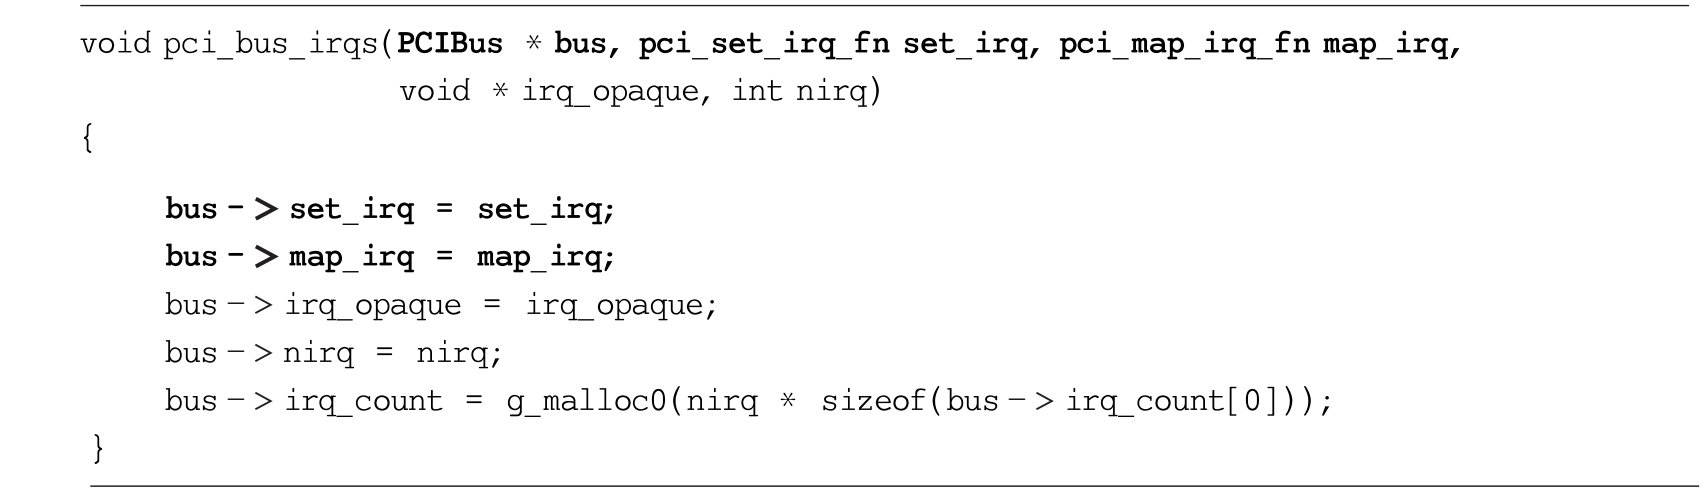 void pci_bus_irqs(PCIBus * bus, pci_set_irq_fn set_irq, pci_map_irq_fn map_irq,
void * irq_opaque, int nirq)
{
bus -> set_irq = set_irq;
bus -> map_irq = map_irq;
bus -> irq_opaque = irq_opaque;
bus -> nirq = nirq;
bus -> irq_count = g_malloc0(nirq * sizeof(bus -> irq_count[0]));
}